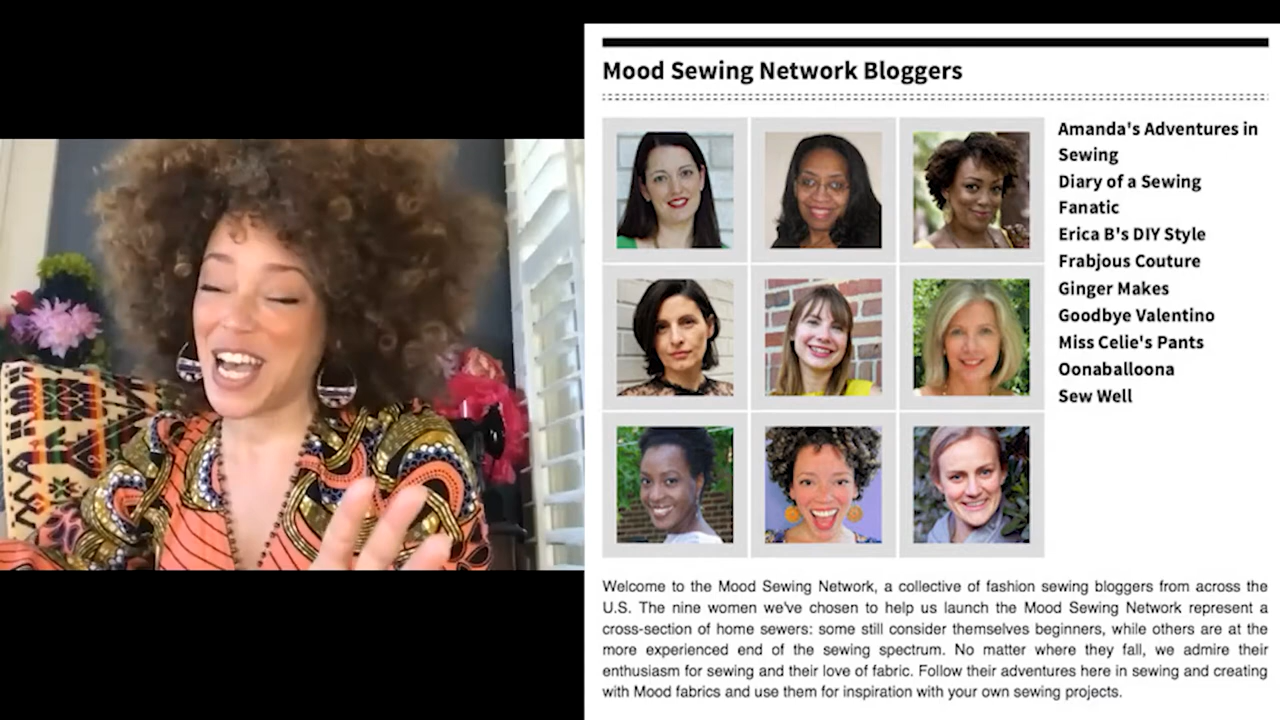 Mood Sewing Network Bloggers
Amanda's Adventures in
Sewing
Diary of a Sewing
Fanatic
Erica B's DIY Style
Frabjous Couture
Ginger Makes
Goodbye Valentino
Miss Celie's Pants
Oonaballoona
Sew Well
Welcome to the Mood Sewing Network, a collective of fashion sewing bloggers from across the
U.S. The nine women we've chosen to help us launch the Mood Sewing Network represent a
cross-section of home sewers: some still consider themselves beginners, while others are at the
more experienced end of the sewing spectrum. No matter where they fall, we admire their
enthusiasm for sewing and their love of fabric. Follow their adventures here in sewing and creating
with Mood fabrics and use them for inspiration with your own sewing projects.